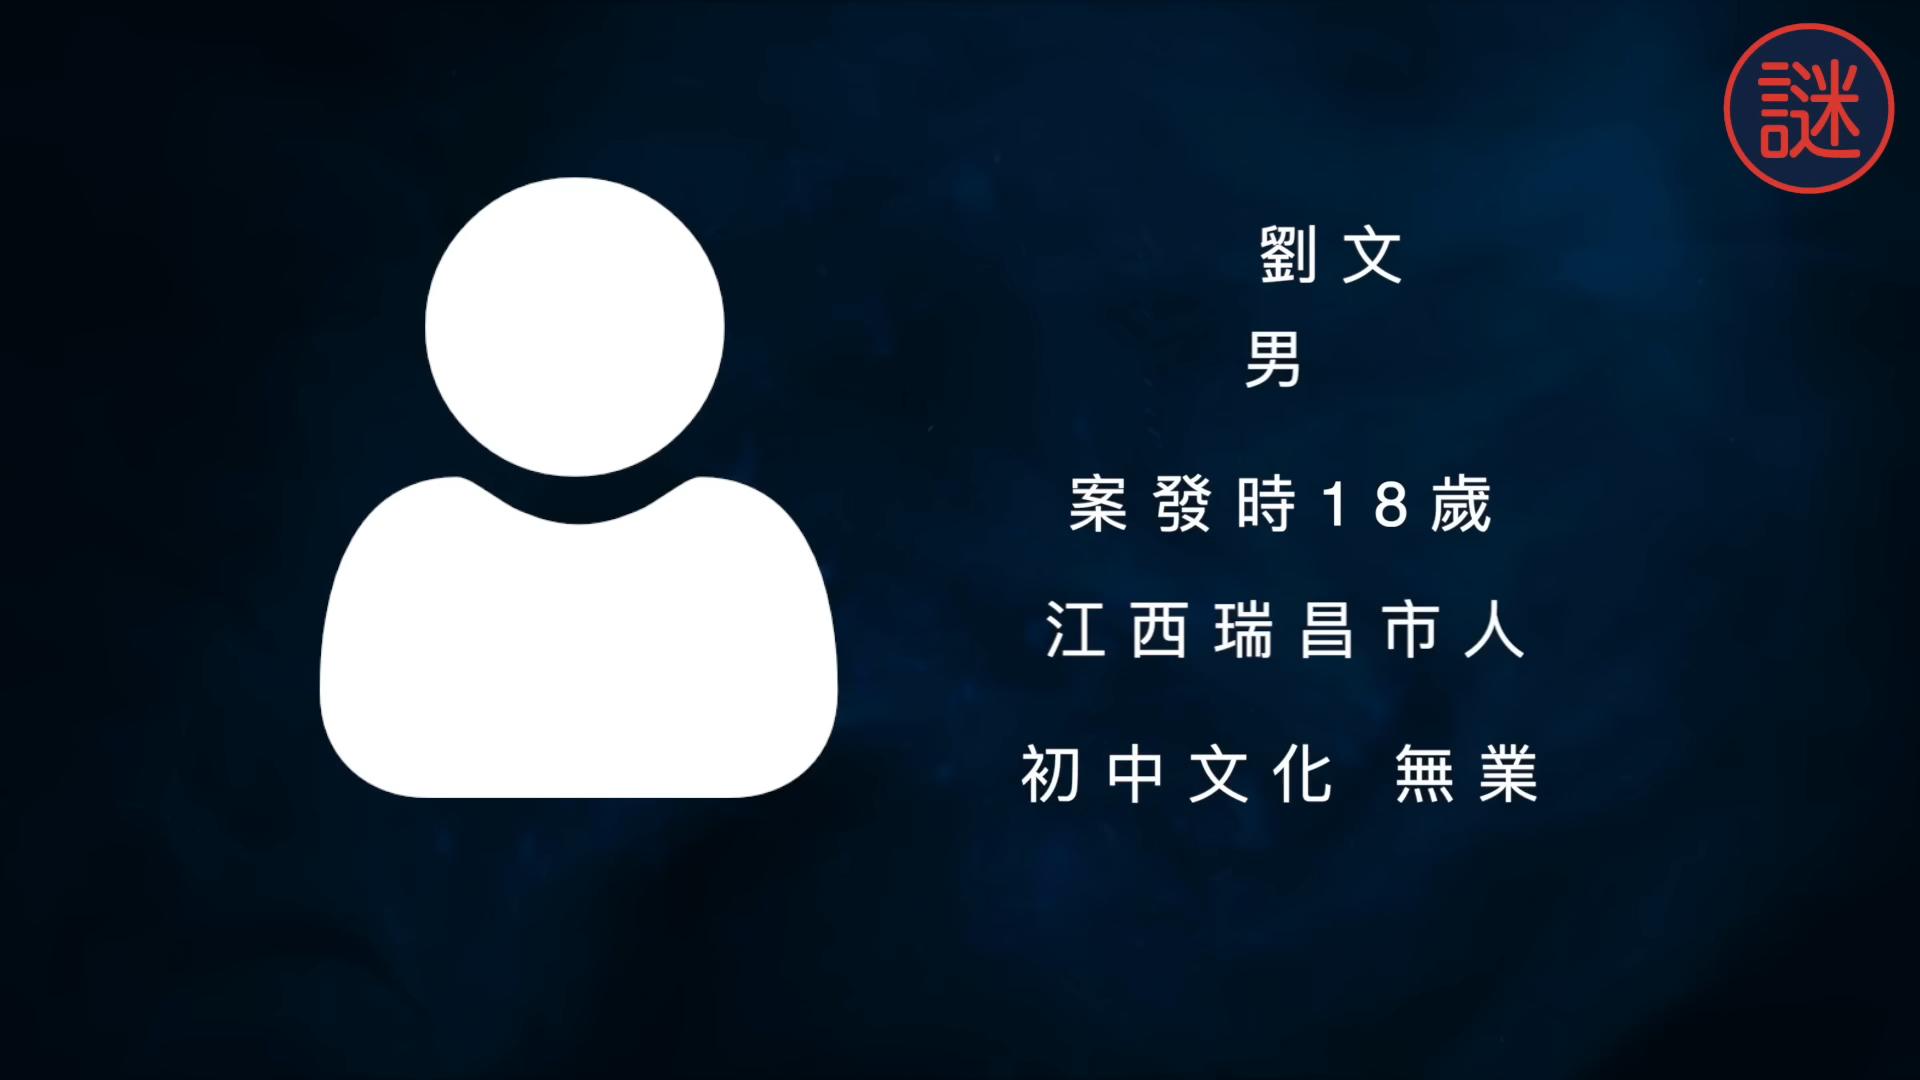 謎
劉文
男
案發時18歲
江西瑞昌市人
初中文化 無業